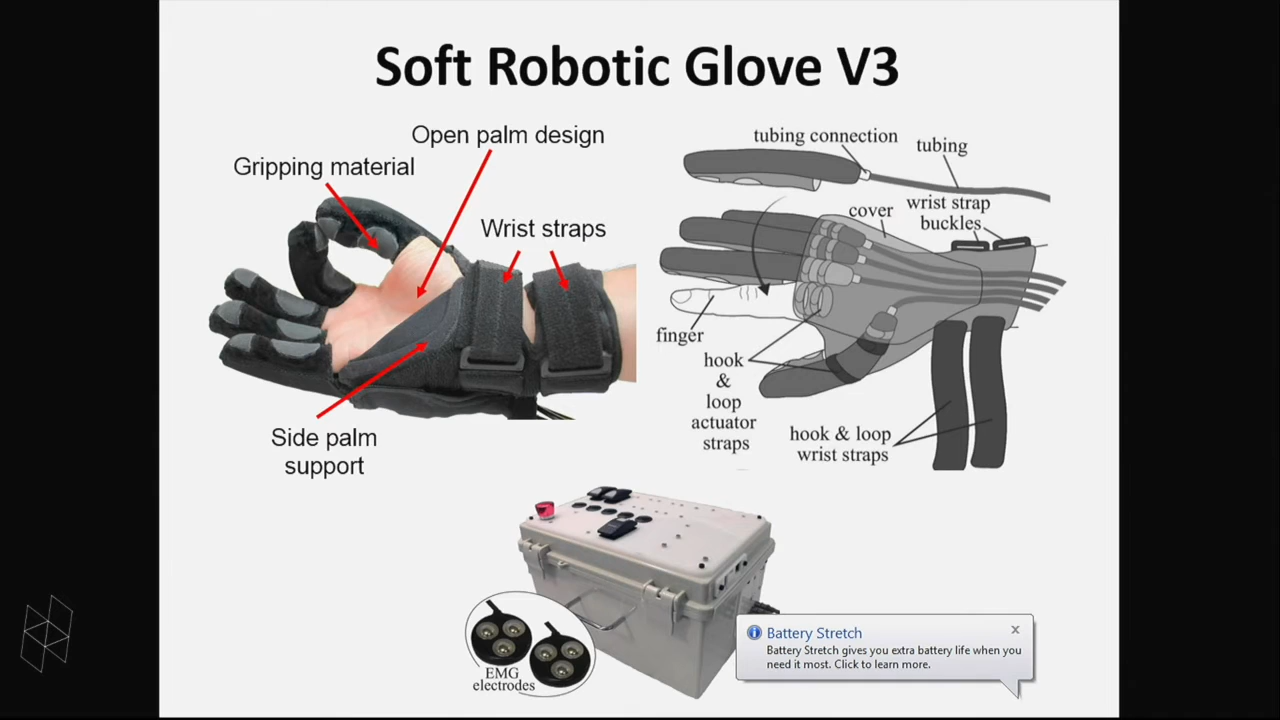 Soft Robotic Glove V3
Open palm design
Gripping material
Wrist straps
Side palm
support
tubing connection
tubing
wrist strap
buckles
cover
finger
hook
&
loop
actuator
straps
hook & loop
wrist straps
EMG
electrodes
Battery Stretch
x
Battery Stretch gives you extra battery life when you
need it most. Click to learn more.